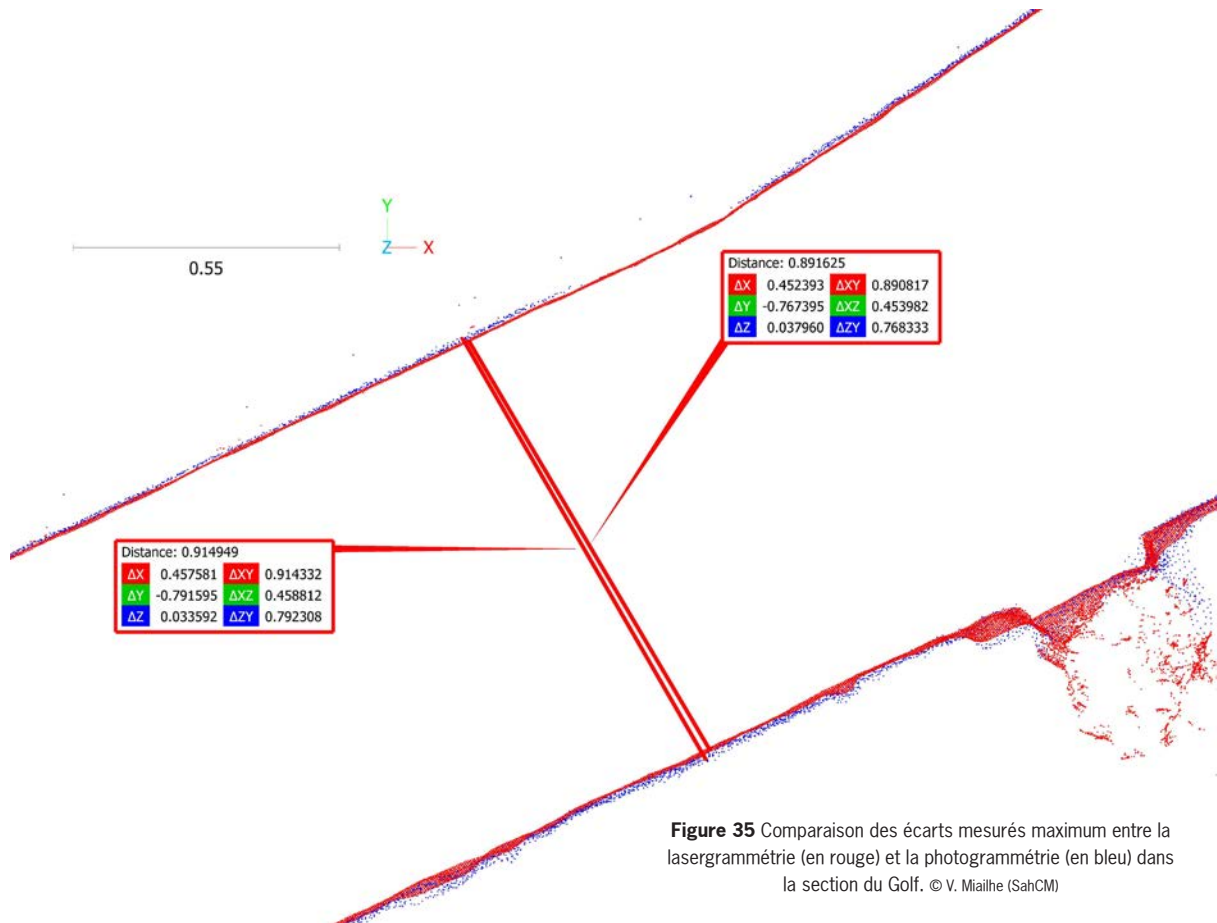 Y
Z X
0.55
Distance: 0.891625
ΔX 0.452393 ΔXY 0.890817
ΔY -0.767395 ΔXZ 0.453982
ΔZ 0.037960 ΔZY 0.768333
Distance: 0.914949
ΔX 0.457581 ΔXY 0.914332
ΔY -0.791595 ΔXZ 0.458812
ΔZ 0.033592 ΔZY 0.792308
Figure 35 Comparaison des écarts mesurés maximum entre la
lasergrammétrie (en rouge) et la photogrammétrie (en bleu) dans
la section du Golf. © V. Miailhe (SahCM)